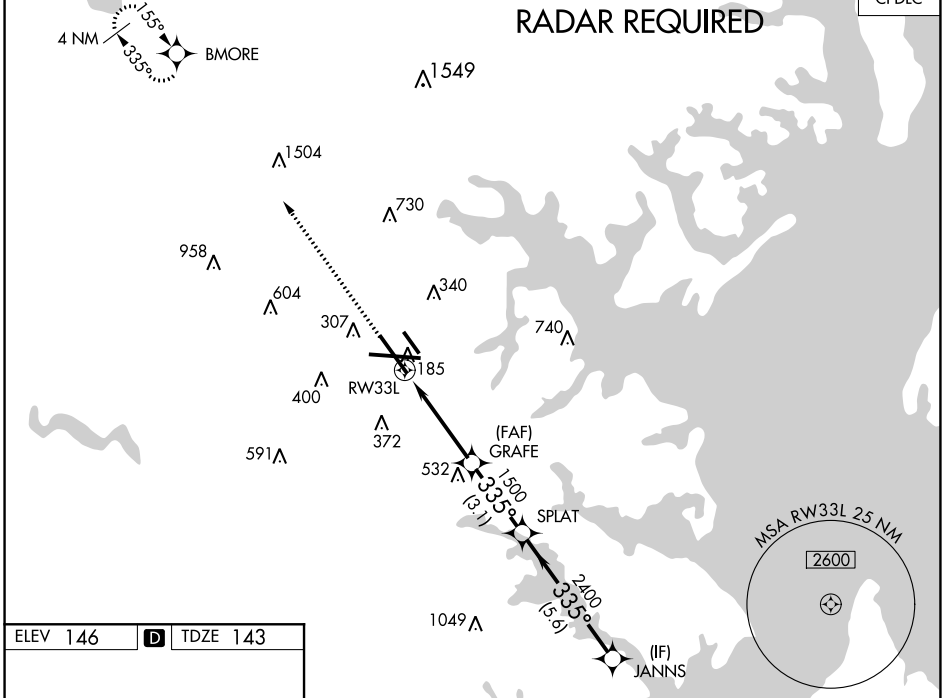 RADAR REQUIRED
CPDLC
155°
4 NM
335°
BMORE
1549
1504
730
958
604
340
307
740
185
RW33L
400
372
(FAF)
GRAFE
591
532
1500
335°
(3.1)
SPLAT
MSA RW33L 25 NM
2600
2400
335°
(5.6)
1049
(IF)
JANNS
ELEV 146 D TDZE 143